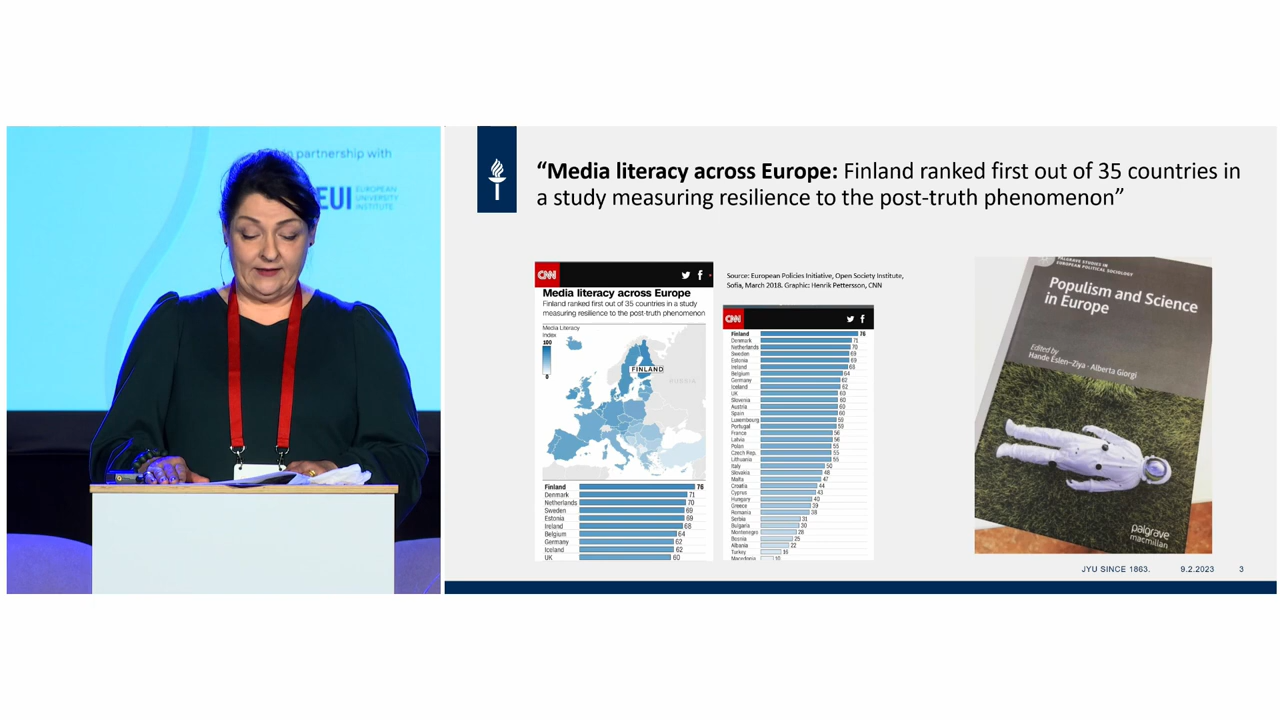 in partnership with
EUI
EUROPEAN
UNIVERSITY
INSTITUTE
“Media literacy across Europe: Finland ranked first out of 35 countries in
a study measuring resilience to the post-truth phenomenon”
CNN
Media literacy across Europe
Finland ranked first out of 35 countries in a study
measuring resilience to the post-truth phenomenon
Media Literacy
Index
100
0
FINLAND
RUSSIA
Finland 76
Denmark 71
Netherlands 70
Sweden 69
Estonia 69
Ireland 68
Belgium 64
Germany 62
Iceland 62
UK 60
Source: European Policies Initiative, Open Society Institute,
Sofia, March 2018. Graphic: Henrik Pettersson, CNN
CNN
Finland 76
Denmark 71
Netherlands 70
Sweden 69
Estonia 69
Ireland 68
Belgium 64
Germany 62
Iceland 62
UK 60
Slovenia 60
Austria 60
Spain 60
Luxembourg 59
Portugal 59
France 56
Latvia 56
Polan 55
Czech Rep. 55
Lithuania 55
Italy 50
Slovakia 48
Malta 47
Croatia 44
Cyprus 43
Hungary 40
Greece 39
Romania 38
Serbia 31
Bulgaria 30
Montenegro 28
Bosnia 25
Albania 22
Turkey 16
Macedonia 10
PALGRAVE STUDIES IN
EUROPEAN POLITICAL SOCIOLOGY
Populism and Science
in Europe
Edited by
Hande Eslen-Ziya · Alberta Giorgi
palgrave
macmillan
JYU SINCE 1863. 9.2.2023 3